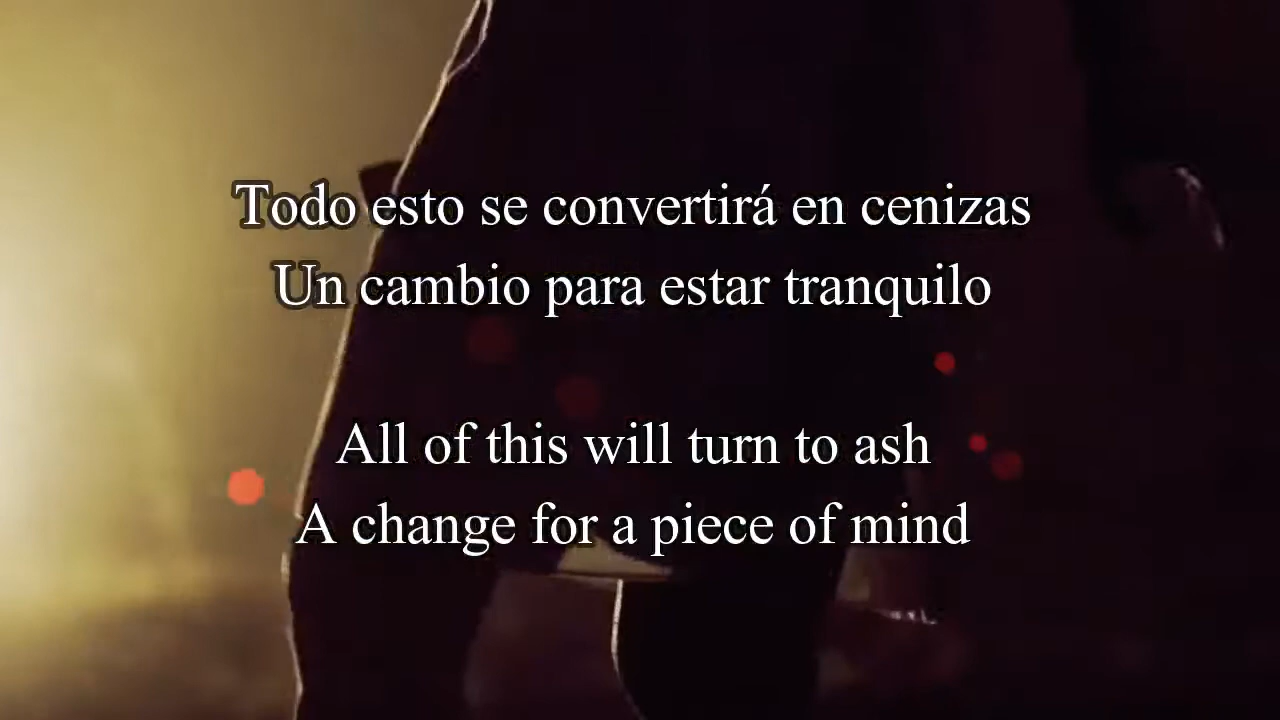 Todo esto se convertirá en cenizas
Un cambio para estar tranquilo
All of this will turn to ash
A change for a piece of mind